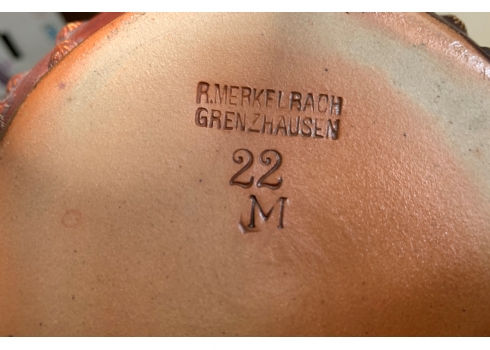 R.MERKELBACH
GRENZHAUSEN
22
M